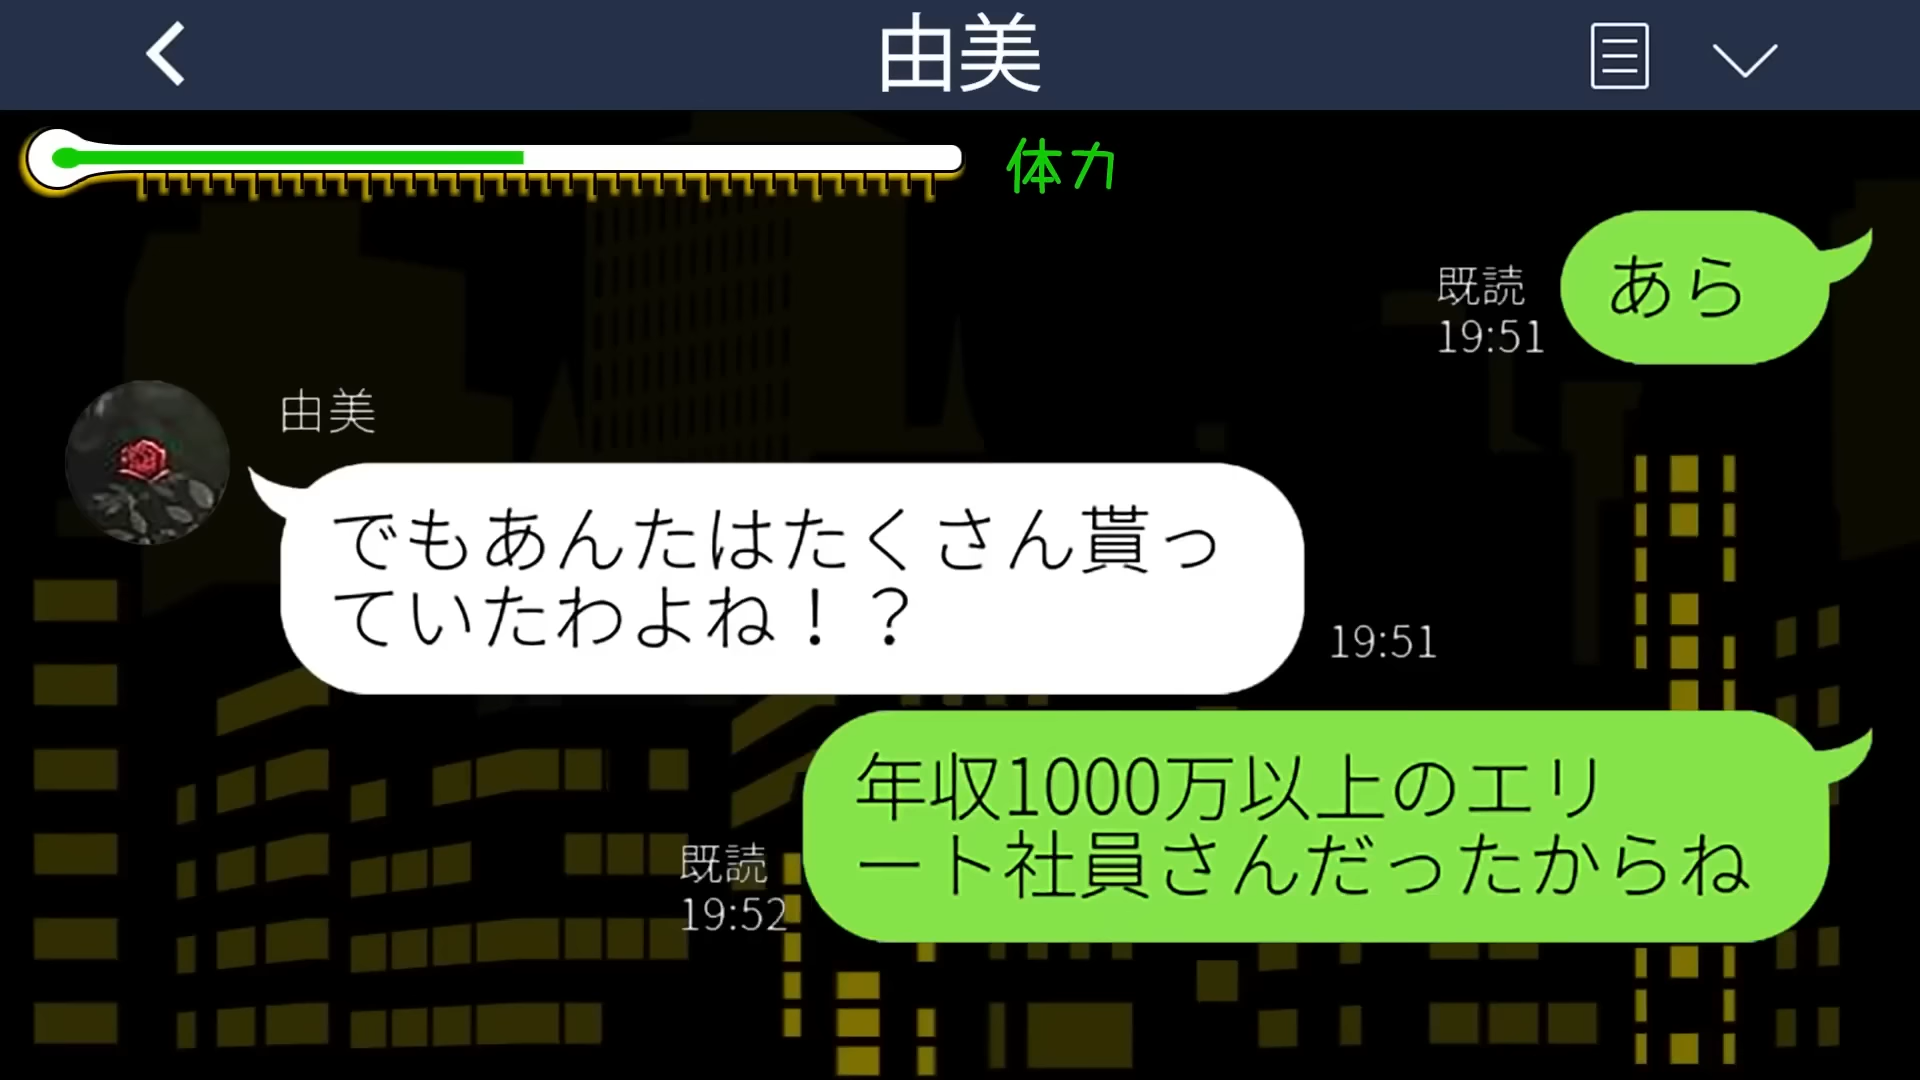 由美
体力
あら
既読
19:51
由美
でもあんたはたくさん貰っ
ていたわよね！？
19:51
年収1000万以上のエリ
ート社員さんだったからね
既読
19:52